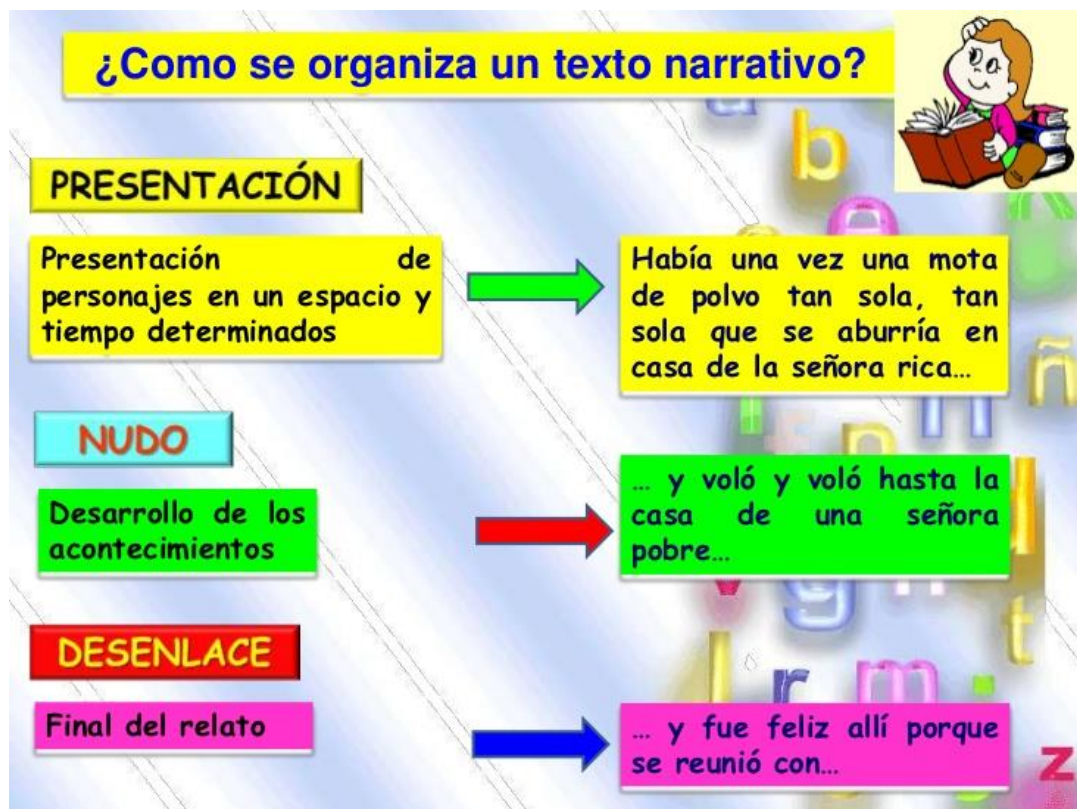 ¿Como se organiza un texto narrativo?
PRESENTACIÓN
Presentación de
personajes en un espacio y
tiempo determinados
Había una vez una mota
de polvo tan sola, tan
sola que se aburría en
casa de la señora rica…
NUDO
Desarrollo de los
acontecimientos
… y voló y voló hasta la
casa de una señora
pobre…
DESENLACE
Final del relato
… y fue feliz allí porque
se reunió con…